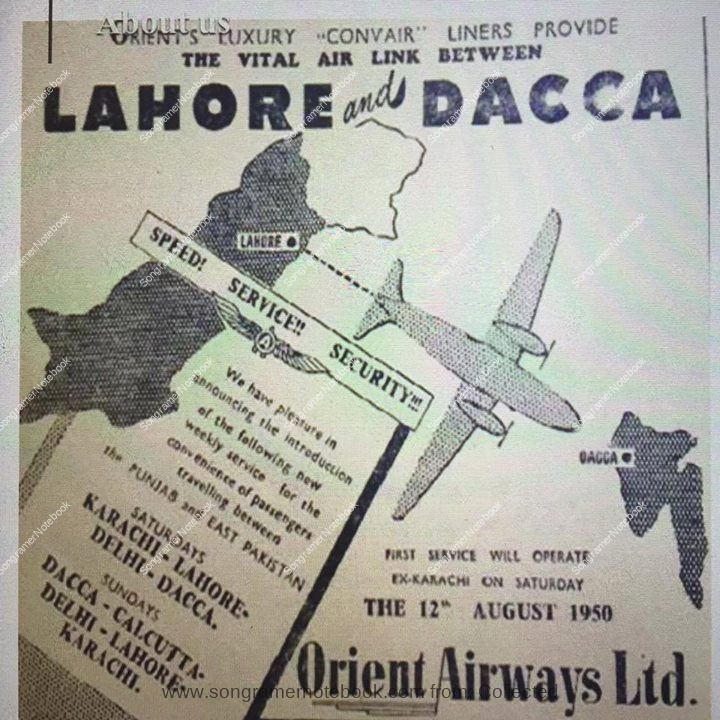 About us
ORIENT'S LUXURY "CONVAIR" LINERS PROVIDE
THE VITAL AIR LINK BETWEEN
LAHORE and DACCA
LAHORE
SPEED! SERVICE!! SECURITY!!!
We have pleasure in
announcing the introduction
of the following new
weekly service for the
convenience of passengers
travelling between
the PUNJAB and EAST PAKISTAN
SATURDAYS
KARACHI - LAHORE-
DELHI - DACCA.
SUNDAYS
DACCA - CALCUTTA-
DELHI - LAHORE-
KARACHI.
DACCA
FIRST SERVICE WILL OPERATE
EX-KARACHI ON SATURDAY
THE 12th AUGUST 1950
Orient Airways Ltd.
www.songramernotebook.com from: Collected
SongramerNotebook